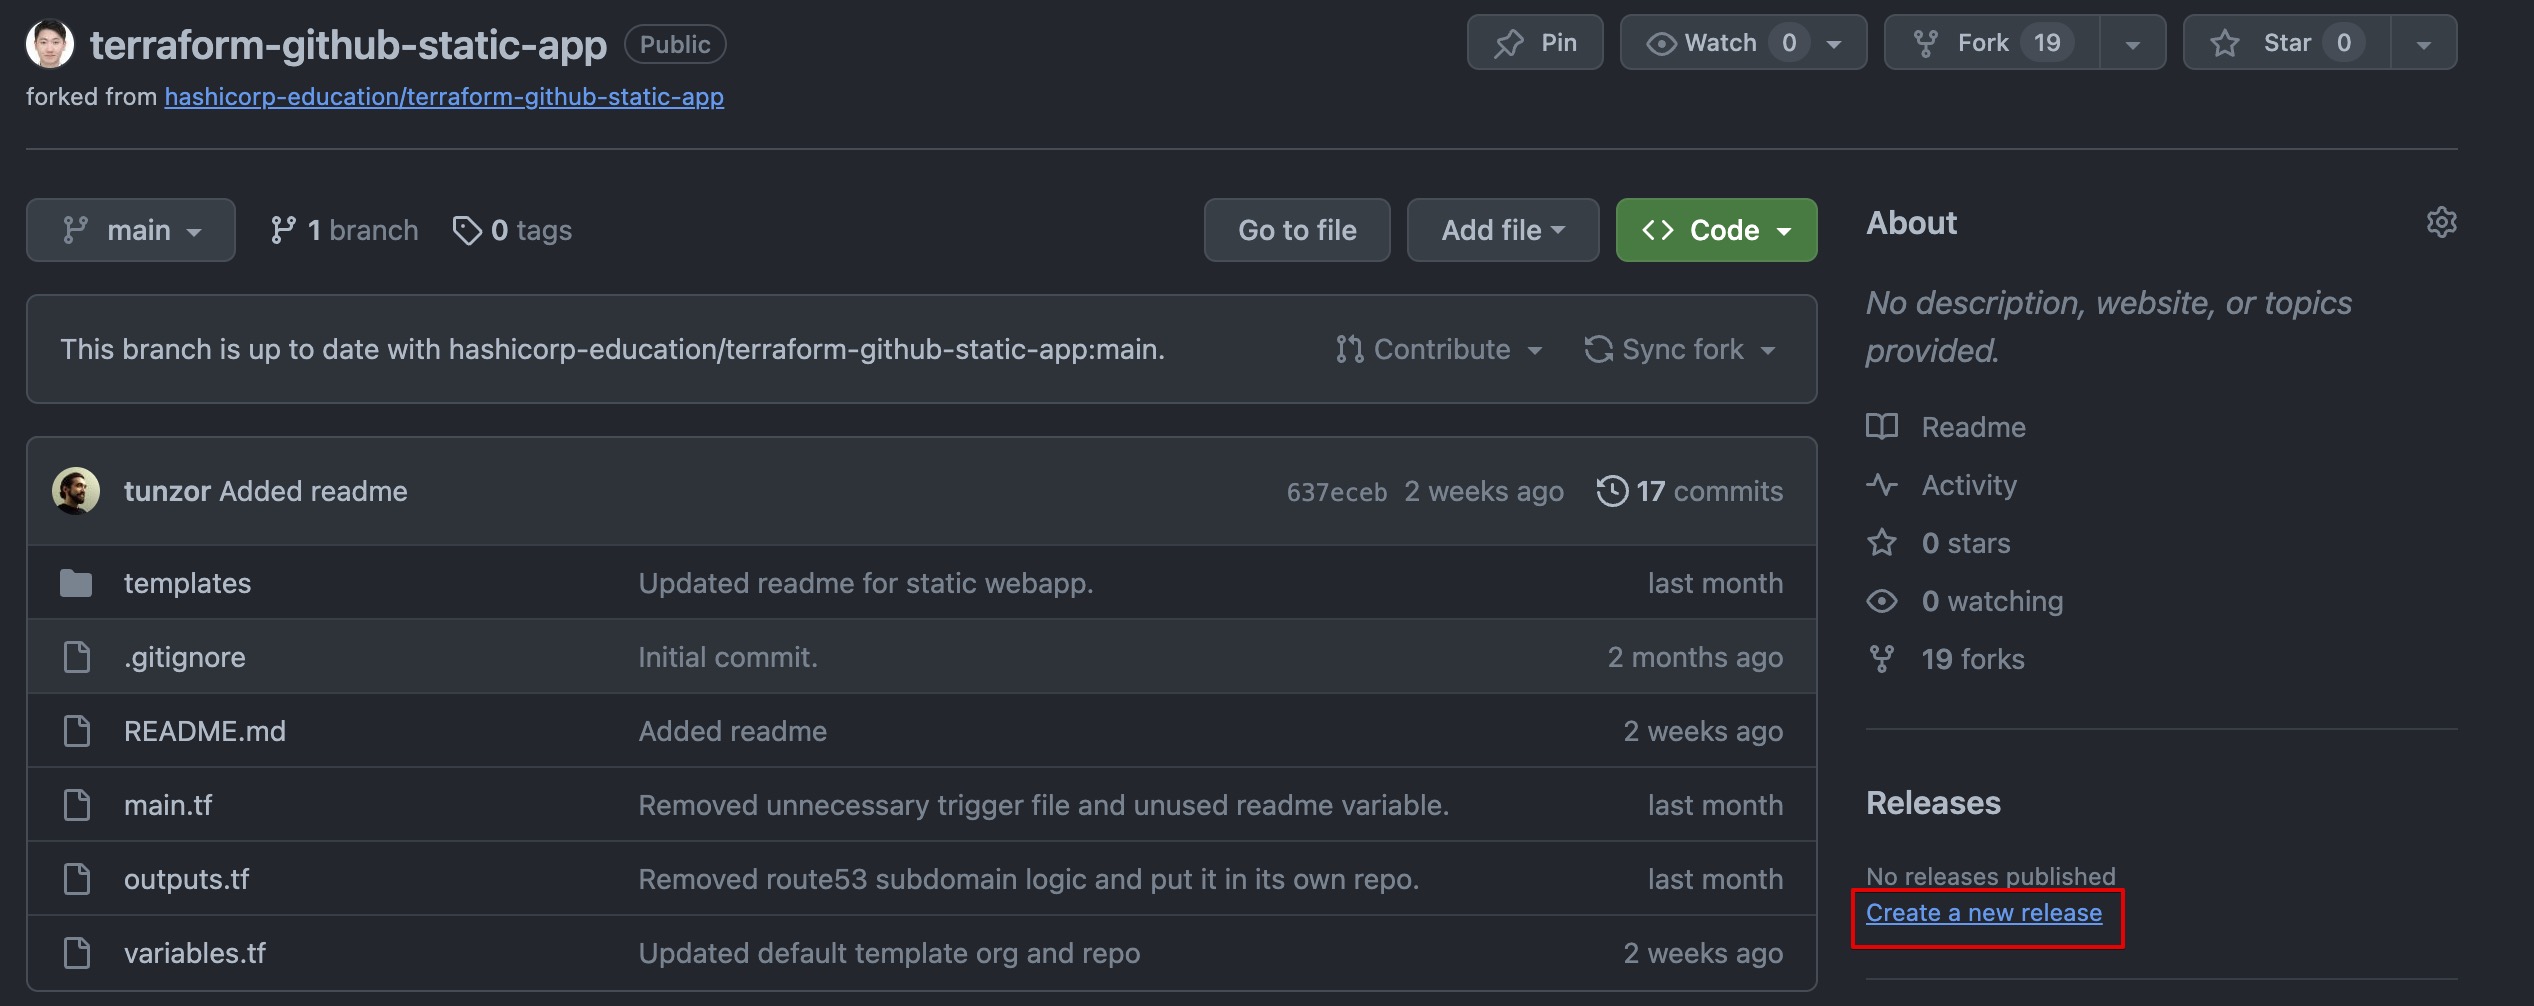 terraform-github-static-app Public Pin Watch 0 Fork 19 Star 0
forked from hashicorp-education/terraform-github-static-app
main 1 branch 0 tags Go to file Add file <> Code
This branch is up to date with hashicorp-education/terraform-github-static-app:main. Contribute Sync fork
tunzor Added readme 637eceb 2 weeks ago 17 commits
templates Updated readme for static webapp. last month
.gitignore Initial commit. 2 months ago
README.md Added readme 2 weeks ago
main.tf Removed unnecessary trigger file and unused readme variable. last month
outputs.tf Removed route53 subdomain logic and put it in its own repo. last month
variables.tf Updated default template org and repo 2 weeks ago
About
No description, website, or topics
provided.
Readme
Activity
0 stars
0 watching
19 forks
Releases
No releases published
Create a new release